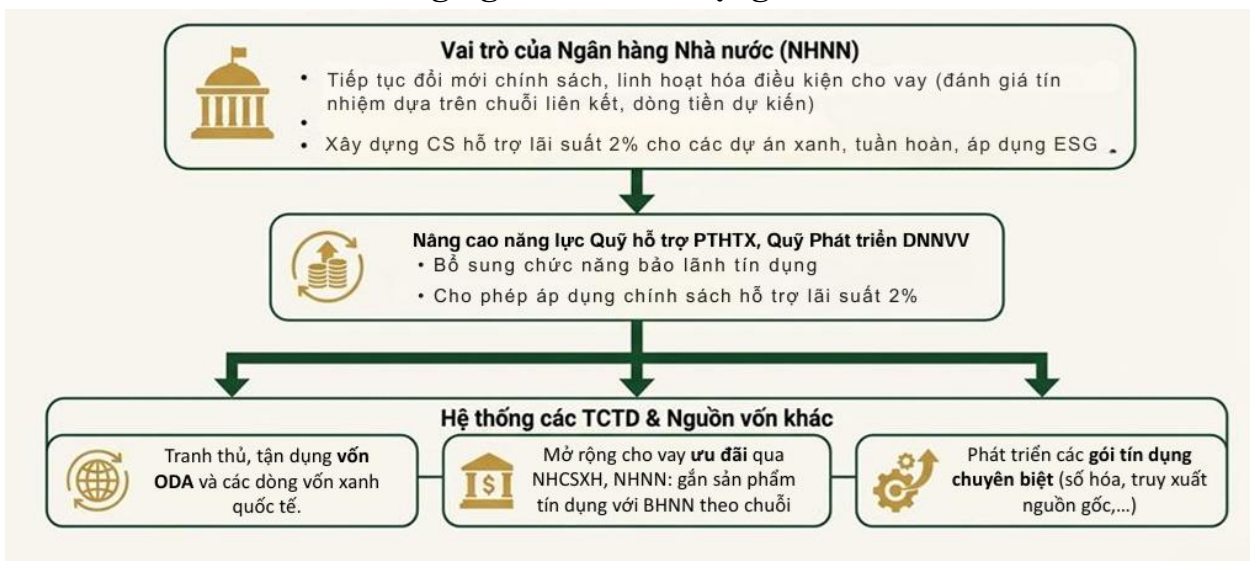 Vai trò của Ngân hàng Nhà nước (NHNN)
• Tiếp tục đổi mới chính sách, linh hoạt hóa điều kiện cho vay (đánh giá tín
nhiệm dựa trên chuỗi liên kết, dòng tiền dự kiến)
•
• Xây dựng CS hỗ trợ lãi suất 2% cho các dự án xanh, tuần hoàn, áp dụng ESG .
Nâng cao năng lực Quỹ hỗ trợ PTHTX, Quỹ Phát triển DNNVV
• Bổ sung chức năng bảo lãnh tín dụng
• Cho phép áp dụng chính sách hỗ trợ lãi suất 2%
Hệ thống các TCTD & Nguồn vốn khác
Tranh thủ, tận dụng vốn
ODA và các dòng vốn xanh
quốc tế.
Mở rộng cho vay ưu đãi qua
NHCSXH, NHNN: gắn sản phẩm
tín dụng với BHNN theo chuỗi
Phát triển các gói tín dụng
chuyên biệt (số hóa, truy xuất
nguồn gốc,...)